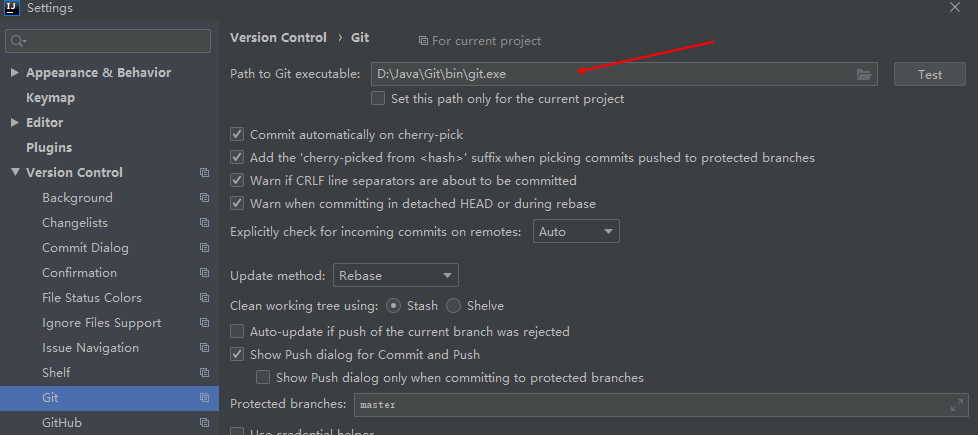 IJ Settings
Version Control › Git For current project
Appearance & Behavior
Keymap
Editor
Plugins
Version Control
Background
Changelists
Commit Dialog
Confirmation
File Status Colors
Ignore Files Support
Issue Navigation
Shelf
Git
GitHub
Path to Git executable: D:\Java\Git\bin\git.exe Test
Set this path only for the current project
Commit automatically on cherry-pick
Add the 'cherry-picked from <hash>' suffix when picking commits pushed to protected branches
Warn if CRLF line separators are about to be committed
Warn when committing in detached HEAD or during rebase
Explicitly check for incoming commits on remotes: Auto
Update method: Rebase
Clean working tree using: Stash Shelve
Auto-update if push of the current branch was rejected
Show Push dialog for Commit and Push
Show Push dialog only when committing to protected branches
Protected branches: master
Use credential helper